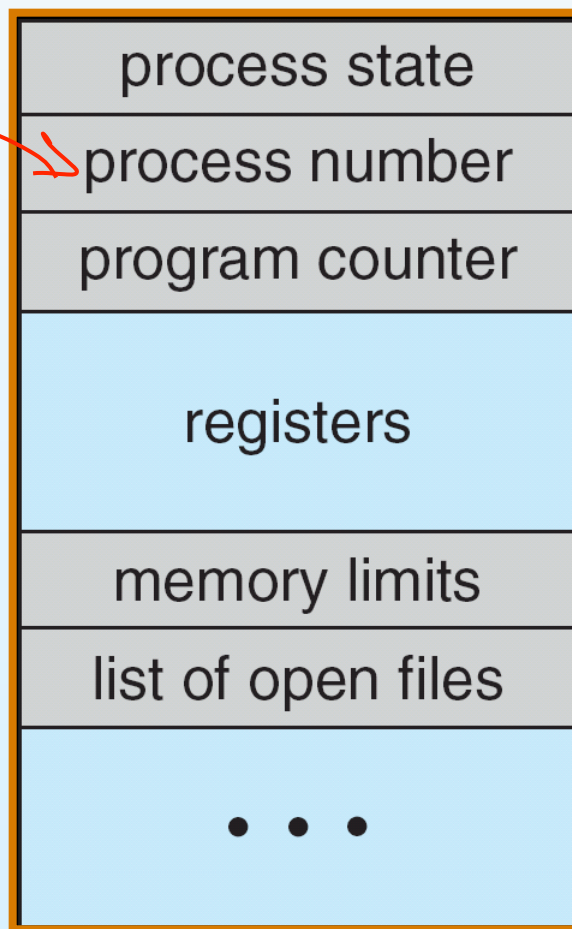 process state
process number
program counter
registers
memory limits
list of open files
• • •